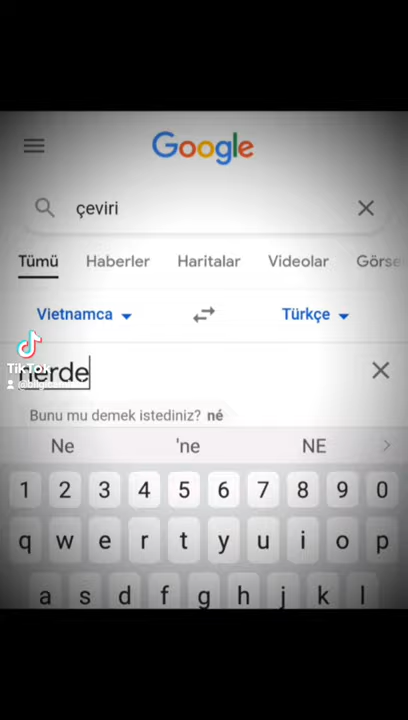 Google
çeviri
Tümü Haberler Haritalar Videolar Görse
Vietnamca Türkçe
TikTok
nerde
Bunu mu demek istediniz? né
Ne 'ne NE
1 2 3 4 5 6 7 8 9 0
q w e r t y u i o p
a s d f g h j k l